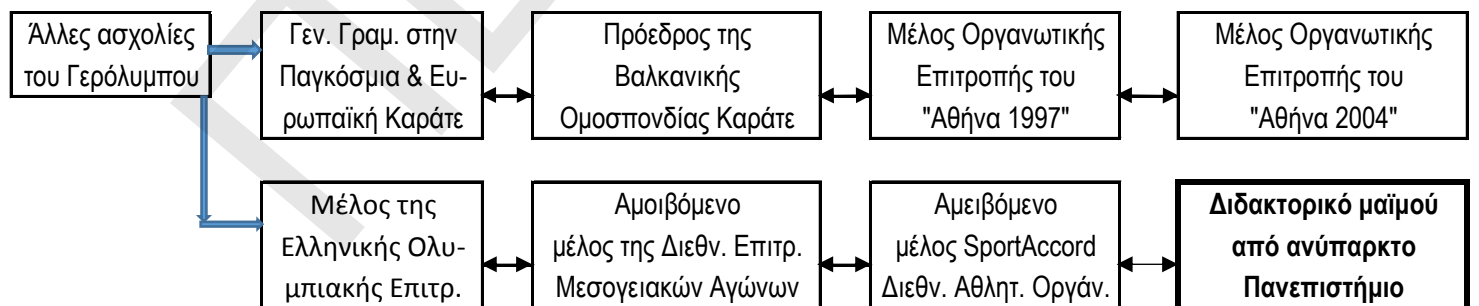 Άλλες ασχολίες
του Γερόλυμπου
Γεν. Γραμ. στην
Παγκόσμια & Ευ-
ρωπαϊκή Καράτε
Πρόεδρος της
Βαλκανικής
Ομοσπονδίας Καράτε
Μέλος Οργανωτικής
Επιτροπής του
"Αθήνα 1997"
Μέλος Οργανωτικής
Επιτροπής του
"Αθήνα 2004"
Μέλος της
Ελληνικής Ολυ-
μπιακής Επιτρ.
Αμοιβόμενο
μέλος της Διεθν. Επιτρ.
Μεσογειακών Αγώνων
Αμειβόμενο
μέλος SportAccord
Διεθν. Αθλητ. Οργάν.
Διδακτορικό μαϊμού
από ανύπαρκτο
Πανεπιστήμιο